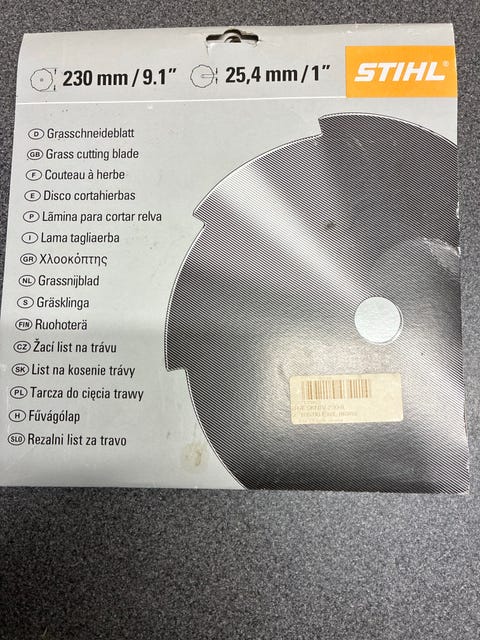 230 mm / 9.1"
25,4 mm / 1"
STIHL®
D Grasschneideblatt
GB Grass cutting blade
F Couteau à herbe
E Disco cortahierbas
P Lâmina para cortar relva
I Lama tagliaerba
GR Χλοοκόπτης
NL Grassnijblad
S Gräsklinga
FIN Ruohoterä
CZ Žací list na trávu
SK List na kosenie trávy
PL Tarcza do cięcia trawy
H Fűvágólap
SLO Rezalni list za travo